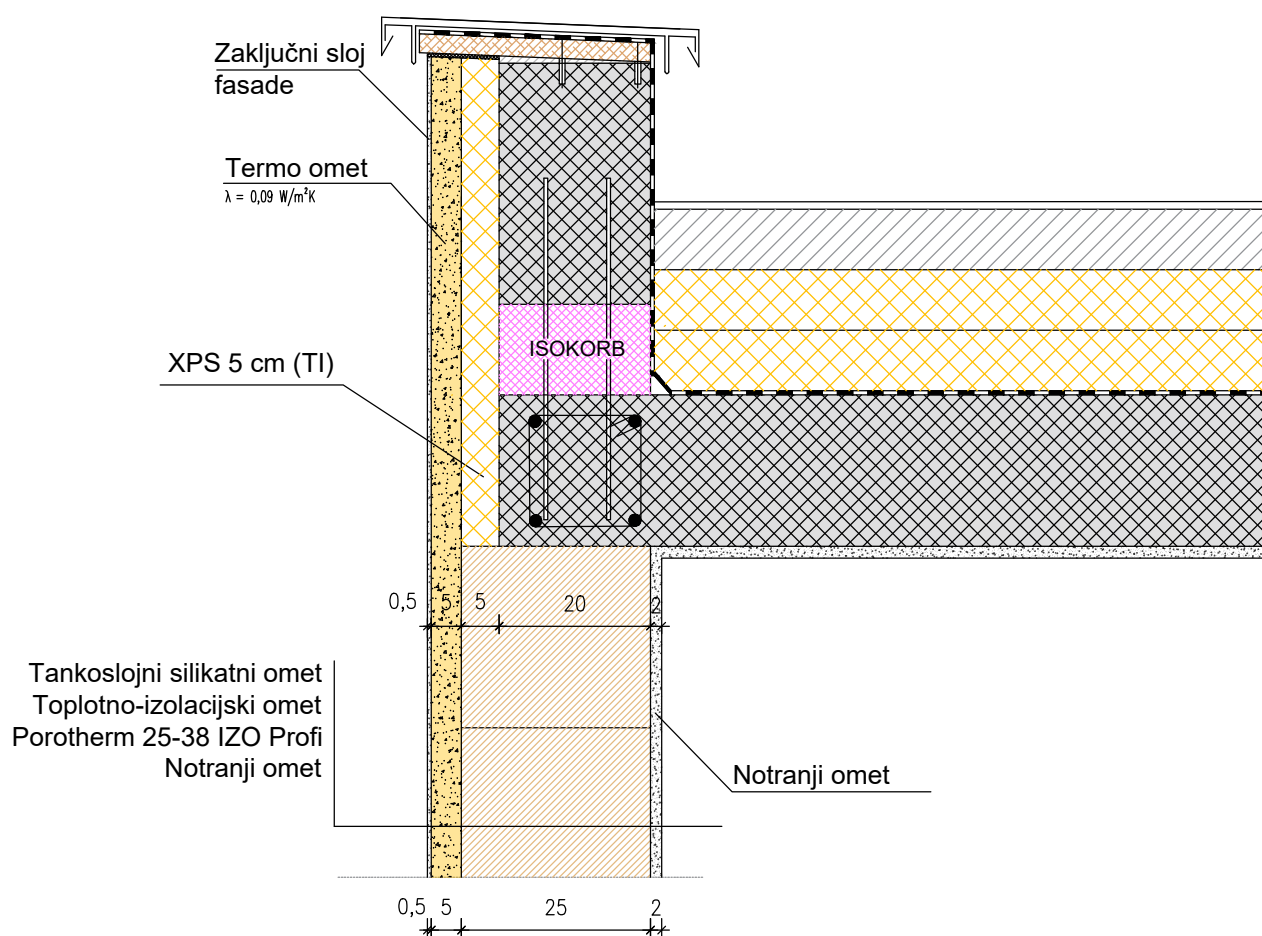 Zaključni sloj
fasade
Termo omet
λ = 0,09 W/m²K
ISOKORB
XPS 5 cm (TI)
0,5 5 5 20 2
Tankoslojni silikatni omet
Toplotno-izolacijski omet
Porotherm 25-38 IZO Profi
Notranji omet
Notranji omet
0,5 5 25 2